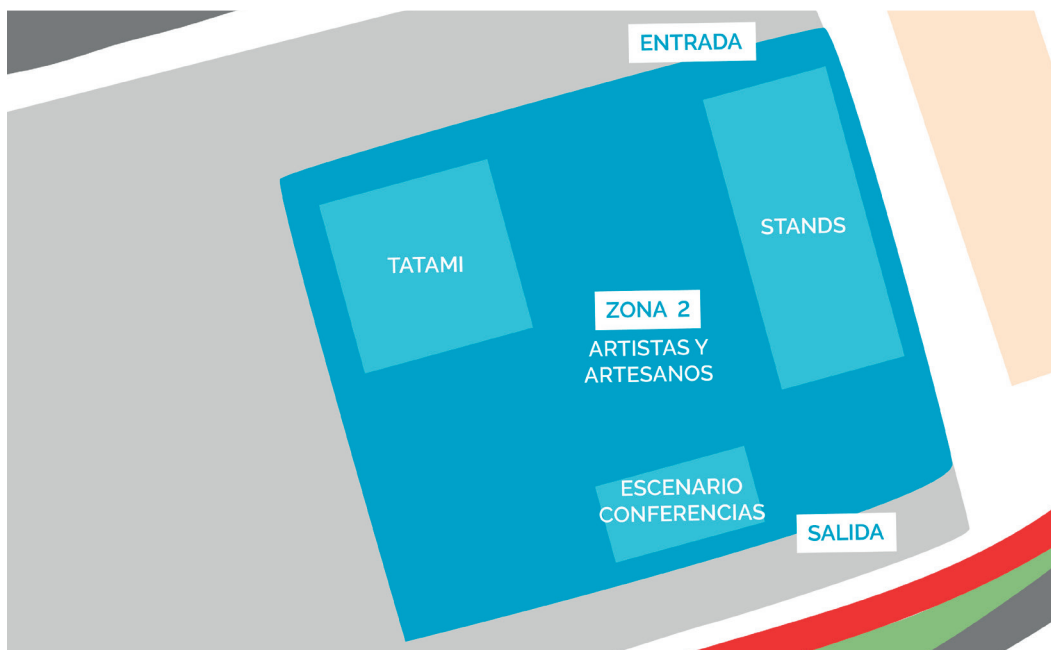 ENTRADA
STANDS
TATAMI
ZONA 2
ARTISTAS Y
ARTESANOS
ESCENARIO
CONFERENCIAS
SALIDA